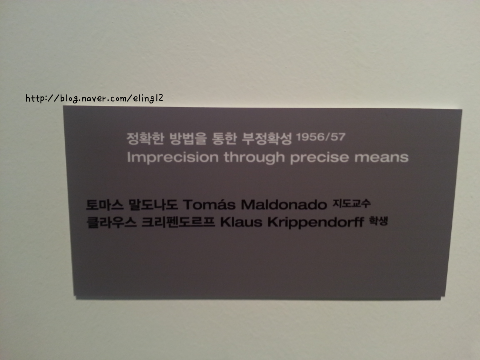 http://blog.naver.com/eling12
정확한 방법을 통한 부정확성 1956/57
Imprecision through precise means
토마스 말도나도 Tomás Maldonado 지도교수
클라우스 크리펜도르프 Klaus Krippendorff 학생